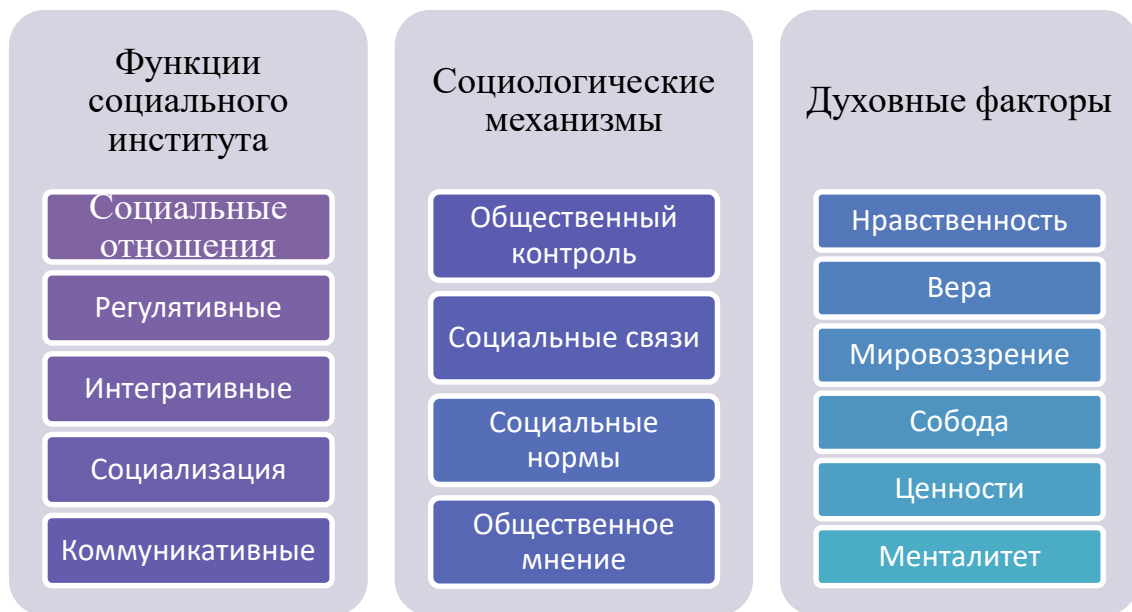 Функции
социального
института
Социальные
отношения
Регулятивные
Интегративные
Социализация
Коммуникативные
Социологические
механизмы
Общественный
контроль
Социальные связи
Социальные
нормы
Общественное
мнение
Духовные факторы
Нравственность
Вера
Мировоззрение
Собода
Ценности
Менталитет